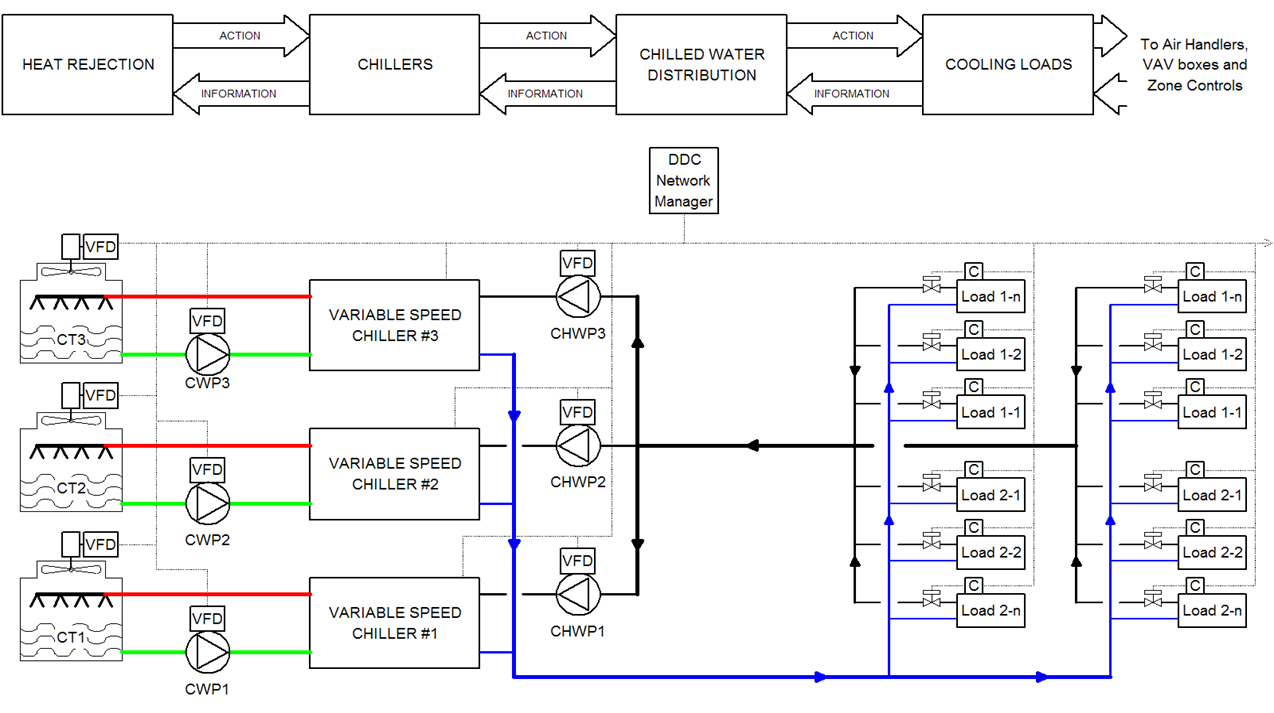 HEAT REJECTION
ACTION
INFORMATION
CHILLERS
ACTION
INFORMATION
CHILLED WATER
DISTRIBUTION
ACTION
INFORMATION
COOLING LOADS
To Air Handlers,
VAV boxes and
Zone Controls
DDC
Network
Manager
VFD
CT3
VFD
CWP3
VARIABLE SPEED
CHILLER #3
VFD
CHWP3
VFD
CT2
VFD
CWP2
VARIABLE SPEED
CHILLER #2
VFD
CHWP2
VFD
CT1
VFD
CWP1
VARIABLE SPEED
CHILLER #1
VFD
CHWP1
C
Load 1-n
C
Load 1-2
C
Load 1-1
C
Load 2-1
C
Load 2-2
C
Load 2-n
C
Load 1-n
C
Load 1-2
C
Load 1-1
C
Load 2-1
C
Load 2-2
C
Load 2-n